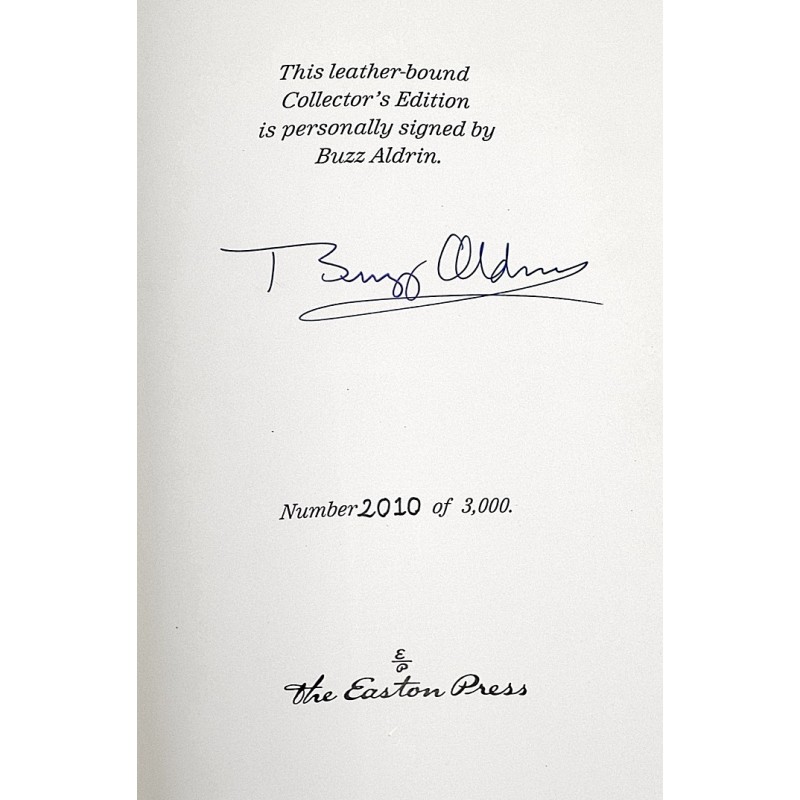 This leather-bound
Collector's Edition
is personally signed by
Buzz Aldrin.
Buzz Aldrin
Number 2010 of 3,000.
E
P
the Easton Press